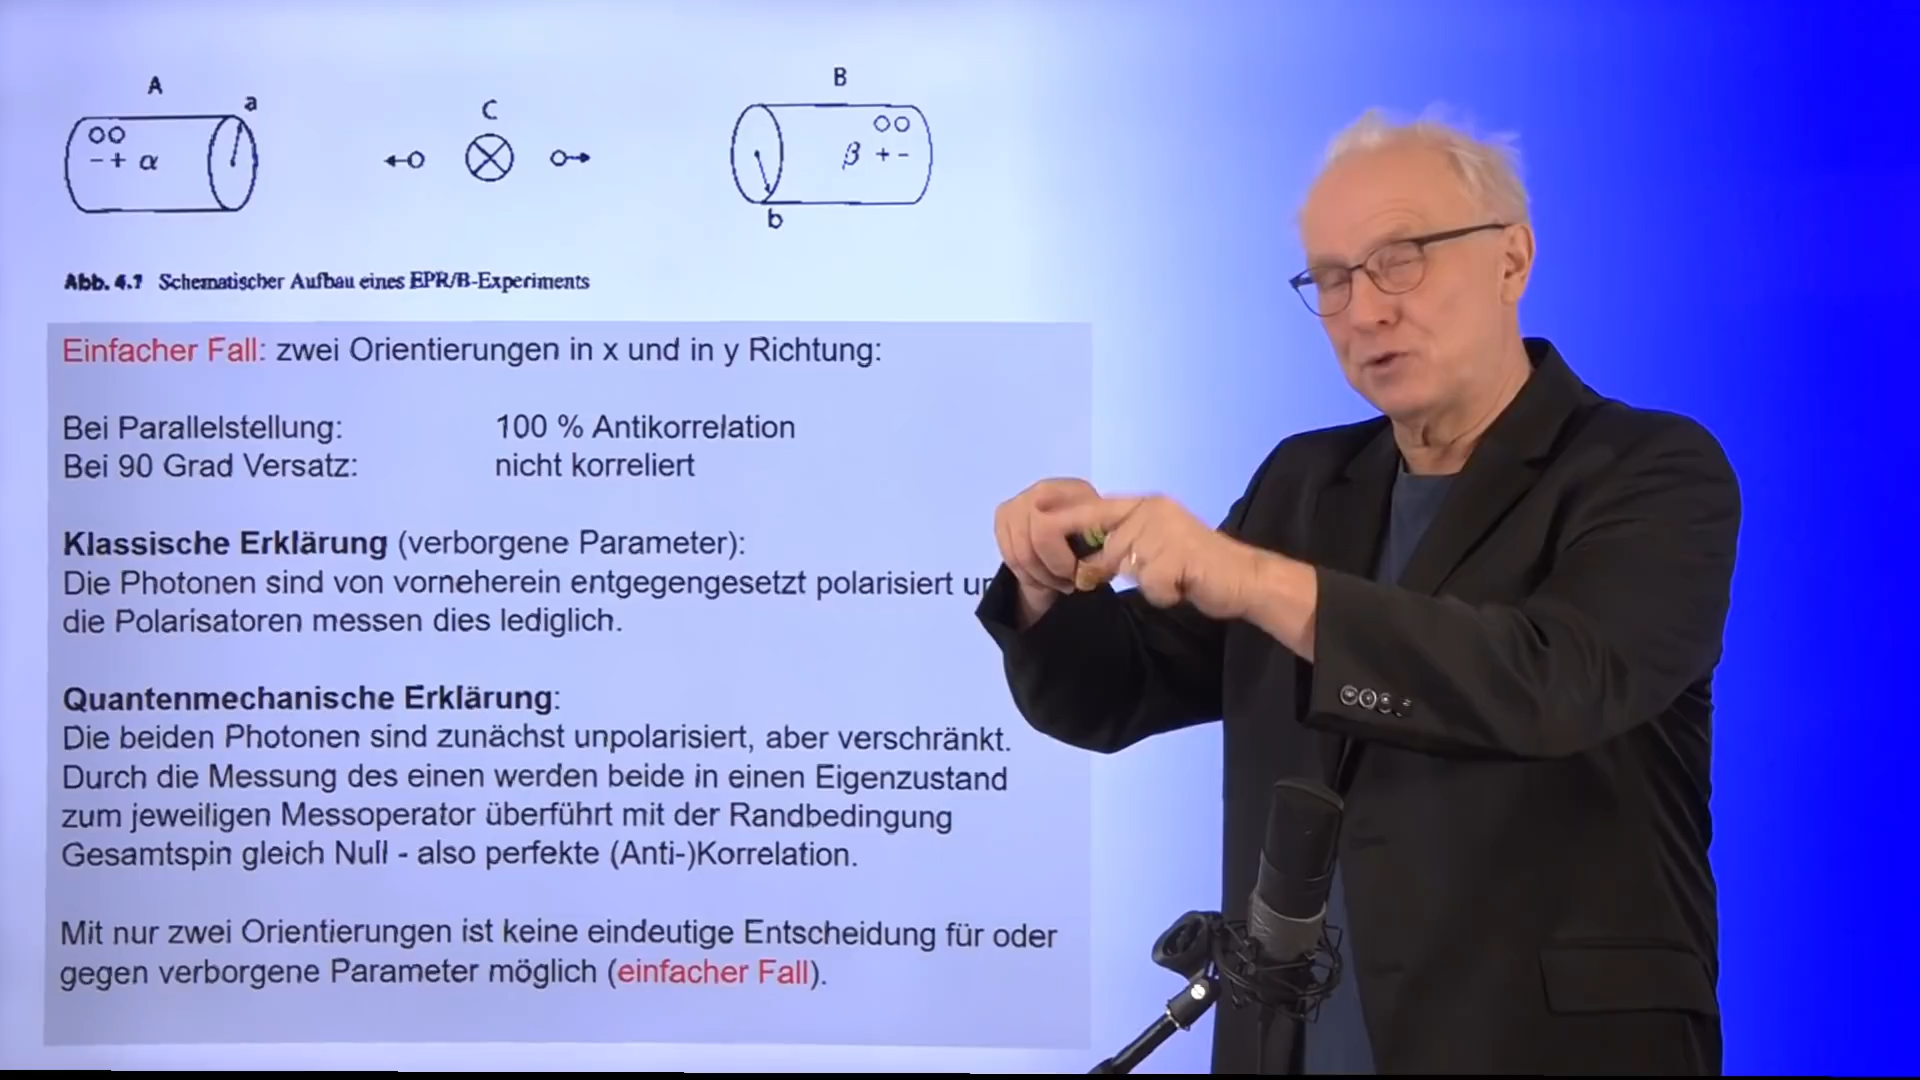 A
a
- + α
C
B
β + -
b
Abb. 4.1 Schematischer Aufbau eines EPR/B-Experiments
Einfacher Fall: zwei Orientierungen in x und in y Richtung:
Bei Parallelstellung: 100 % Antikorrelation
Bei 90 Grad Versatz: nicht korreliert
Klassische Erklärung (verborgene Parameter):
Die Photonen sind von vorneherein entgegengesetzt polarisiert
die Polarisatoren messen dies lediglich.
Quantenmechanische Erklärung:
Die beiden Photonen sind zunächst unpolarisiert, aber verschränkt.
Durch die Messung des einen werden beide in einen Eigenzustand
zum jeweiligen Messoperator überführt mit der Randbedingung
Gesamtspin gleich Null - also perfekte (Anti-)Korrelation.
Mit nur zwei Orientierungen ist keine eindeutige Entscheidung für oder
gegen verborgene Parameter möglich (einfacher Fall).